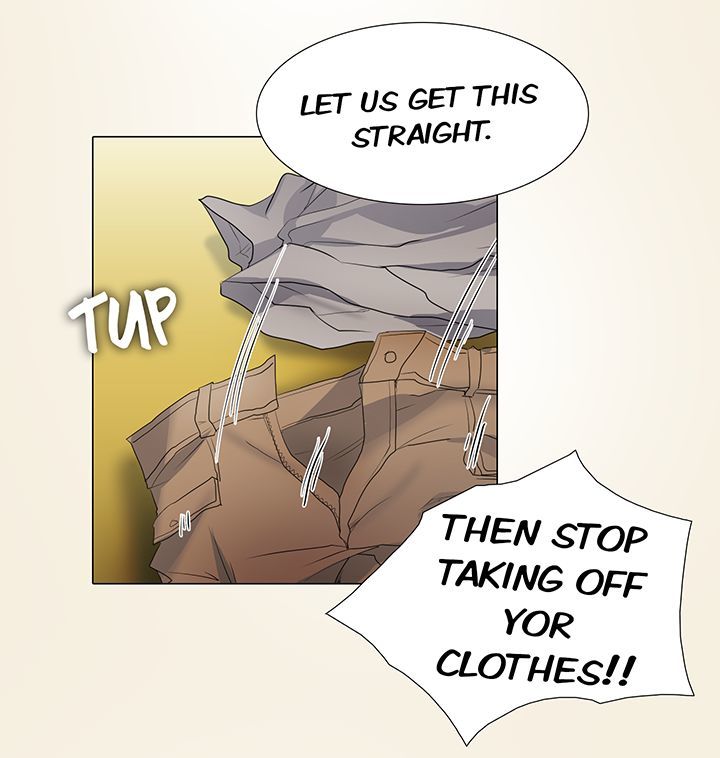 LET US GET THIS
STRAIGHT.
TUP
THEN STOP
TAKING OFF
YOR
CLOTHES!!